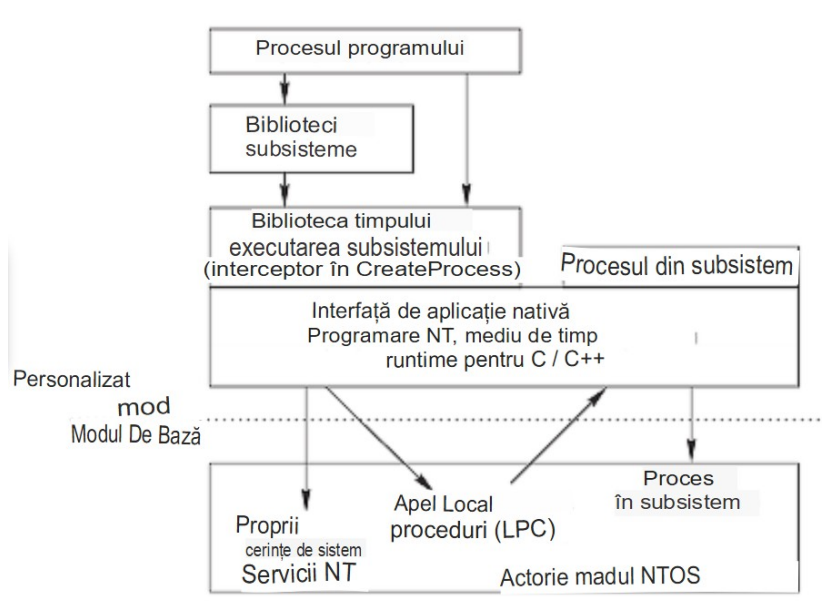 Procesul programului
Biblioteci
subsisteme
Biblioteca timpului
executarea subsistemului
(interceptor în CreateProcess)
Procesul din subsistem
Interfață de aplicație nativă
Programare NT, mediu de timp
runtime pentru C / C++
Personalizat
mod
Modul De Bază
Proces
în subsistem
Apel Local
proceduri (LPC)
Proprii
cerințe de sistem
Servicii NT
Actorie madul NTOS